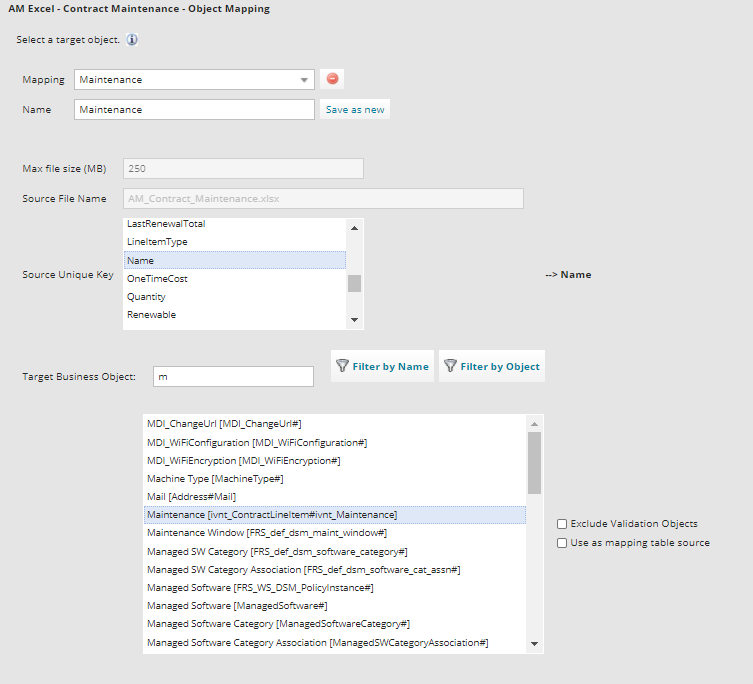 AM Excel - Contract Maintenance - Object Mapping
Select a target object.
Mapping Maintenance
Name Maintenance Save as new
Max file size (MB) 250
Source File Name AM_Contract_Maintenance.xlsx
LastRenewalTotal
LineItemType
Name
Source Unique Key OneTimeCost --> Name
Quantity
Renewable
Target Business Object: m Filter by Name Filter by Object
MDI_ChangeUrl [MDI_ChangeUrl#]
MDI_WiFiConfiguration [MDI_WiFiConfiguration#]
MDI_WiFiEncryption [MDI_WiFiEncryption#]
Machine Type [MachineType#]
Mail [Address#Mail]
Maintenance [ivnt_ContractLineItem#ivnt_Maintenance]
Exclude Validation Objects
Maintenance Window [FRS_def_dsm_maint_window#]
Use as mapping table source
Managed SW Category [FRS_def_dsm_software_category#]
Managed SW Category Association [FRS_def_dsm_software_cat_assn#]
Managed Software [FRS_WS_DSM_PolicyInstance#]
Managed Software [ManagedSoftware#]
Managed Software Category [ManagedSoftwareCategory#]
Managed Software Category Association [ManagedSWCategoryAssociation#]